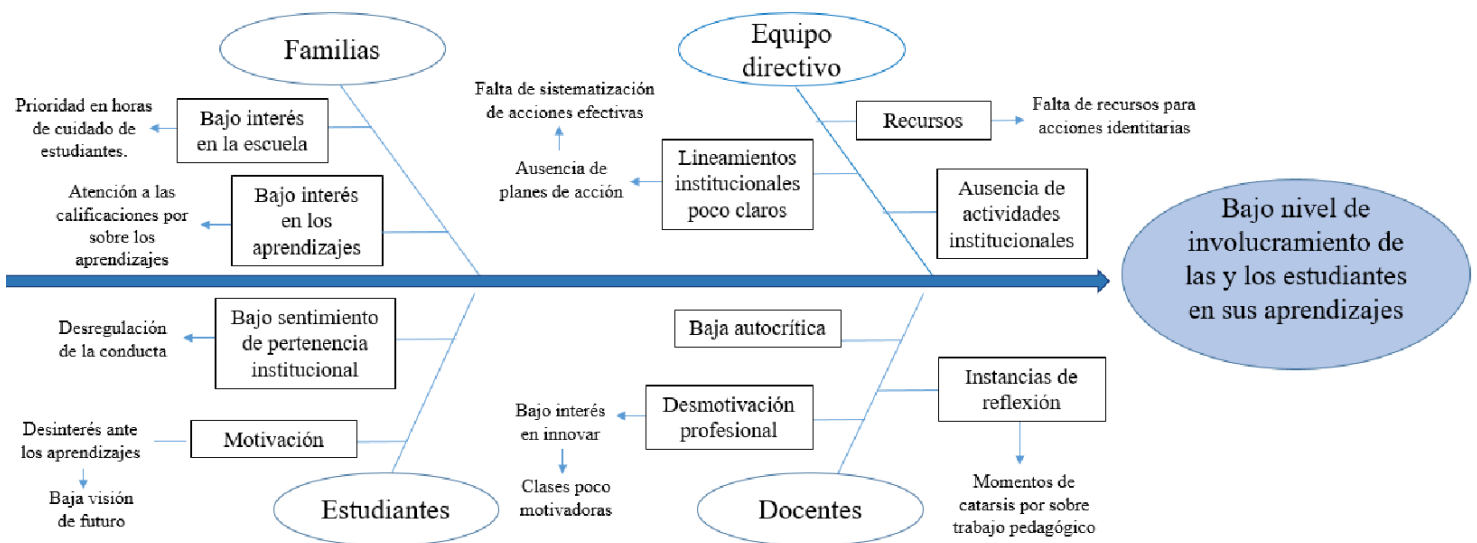 Familias
Prioridad en horas
de cuidado de
estudiantes.
Bajo interés
en la escuela
Atención a las
calificaciones por
sobre los
aprendizajes
Bajo interés
en los
aprendizajes
Equipo
directivo
Falta de sistematización
de acciones efectivas
Ausencia de
planes de acción
Lineamientos
institucionales
poco claros
Recursos
Falta de recursos para
acciones identitarias
Ausencia de
actividades
institucionales
Bajo nivel de
involucramiento de
las y los estudiantes
en sus aprendizajes
Desregulación
de la conducta
Bajo sentimiento
de pertenencia
institucional
Desinterés ante
los aprendizajes
Motivación
Baja visión
de futuro
Estudiantes
Baja autocrítica
Bajo interés
en innovar
Desmotivación
profesional
Clases poco
motivadoras
Instancias de
reflexión
Momentos de
catarsis por sobre
trabajo pedagógico
Docentes